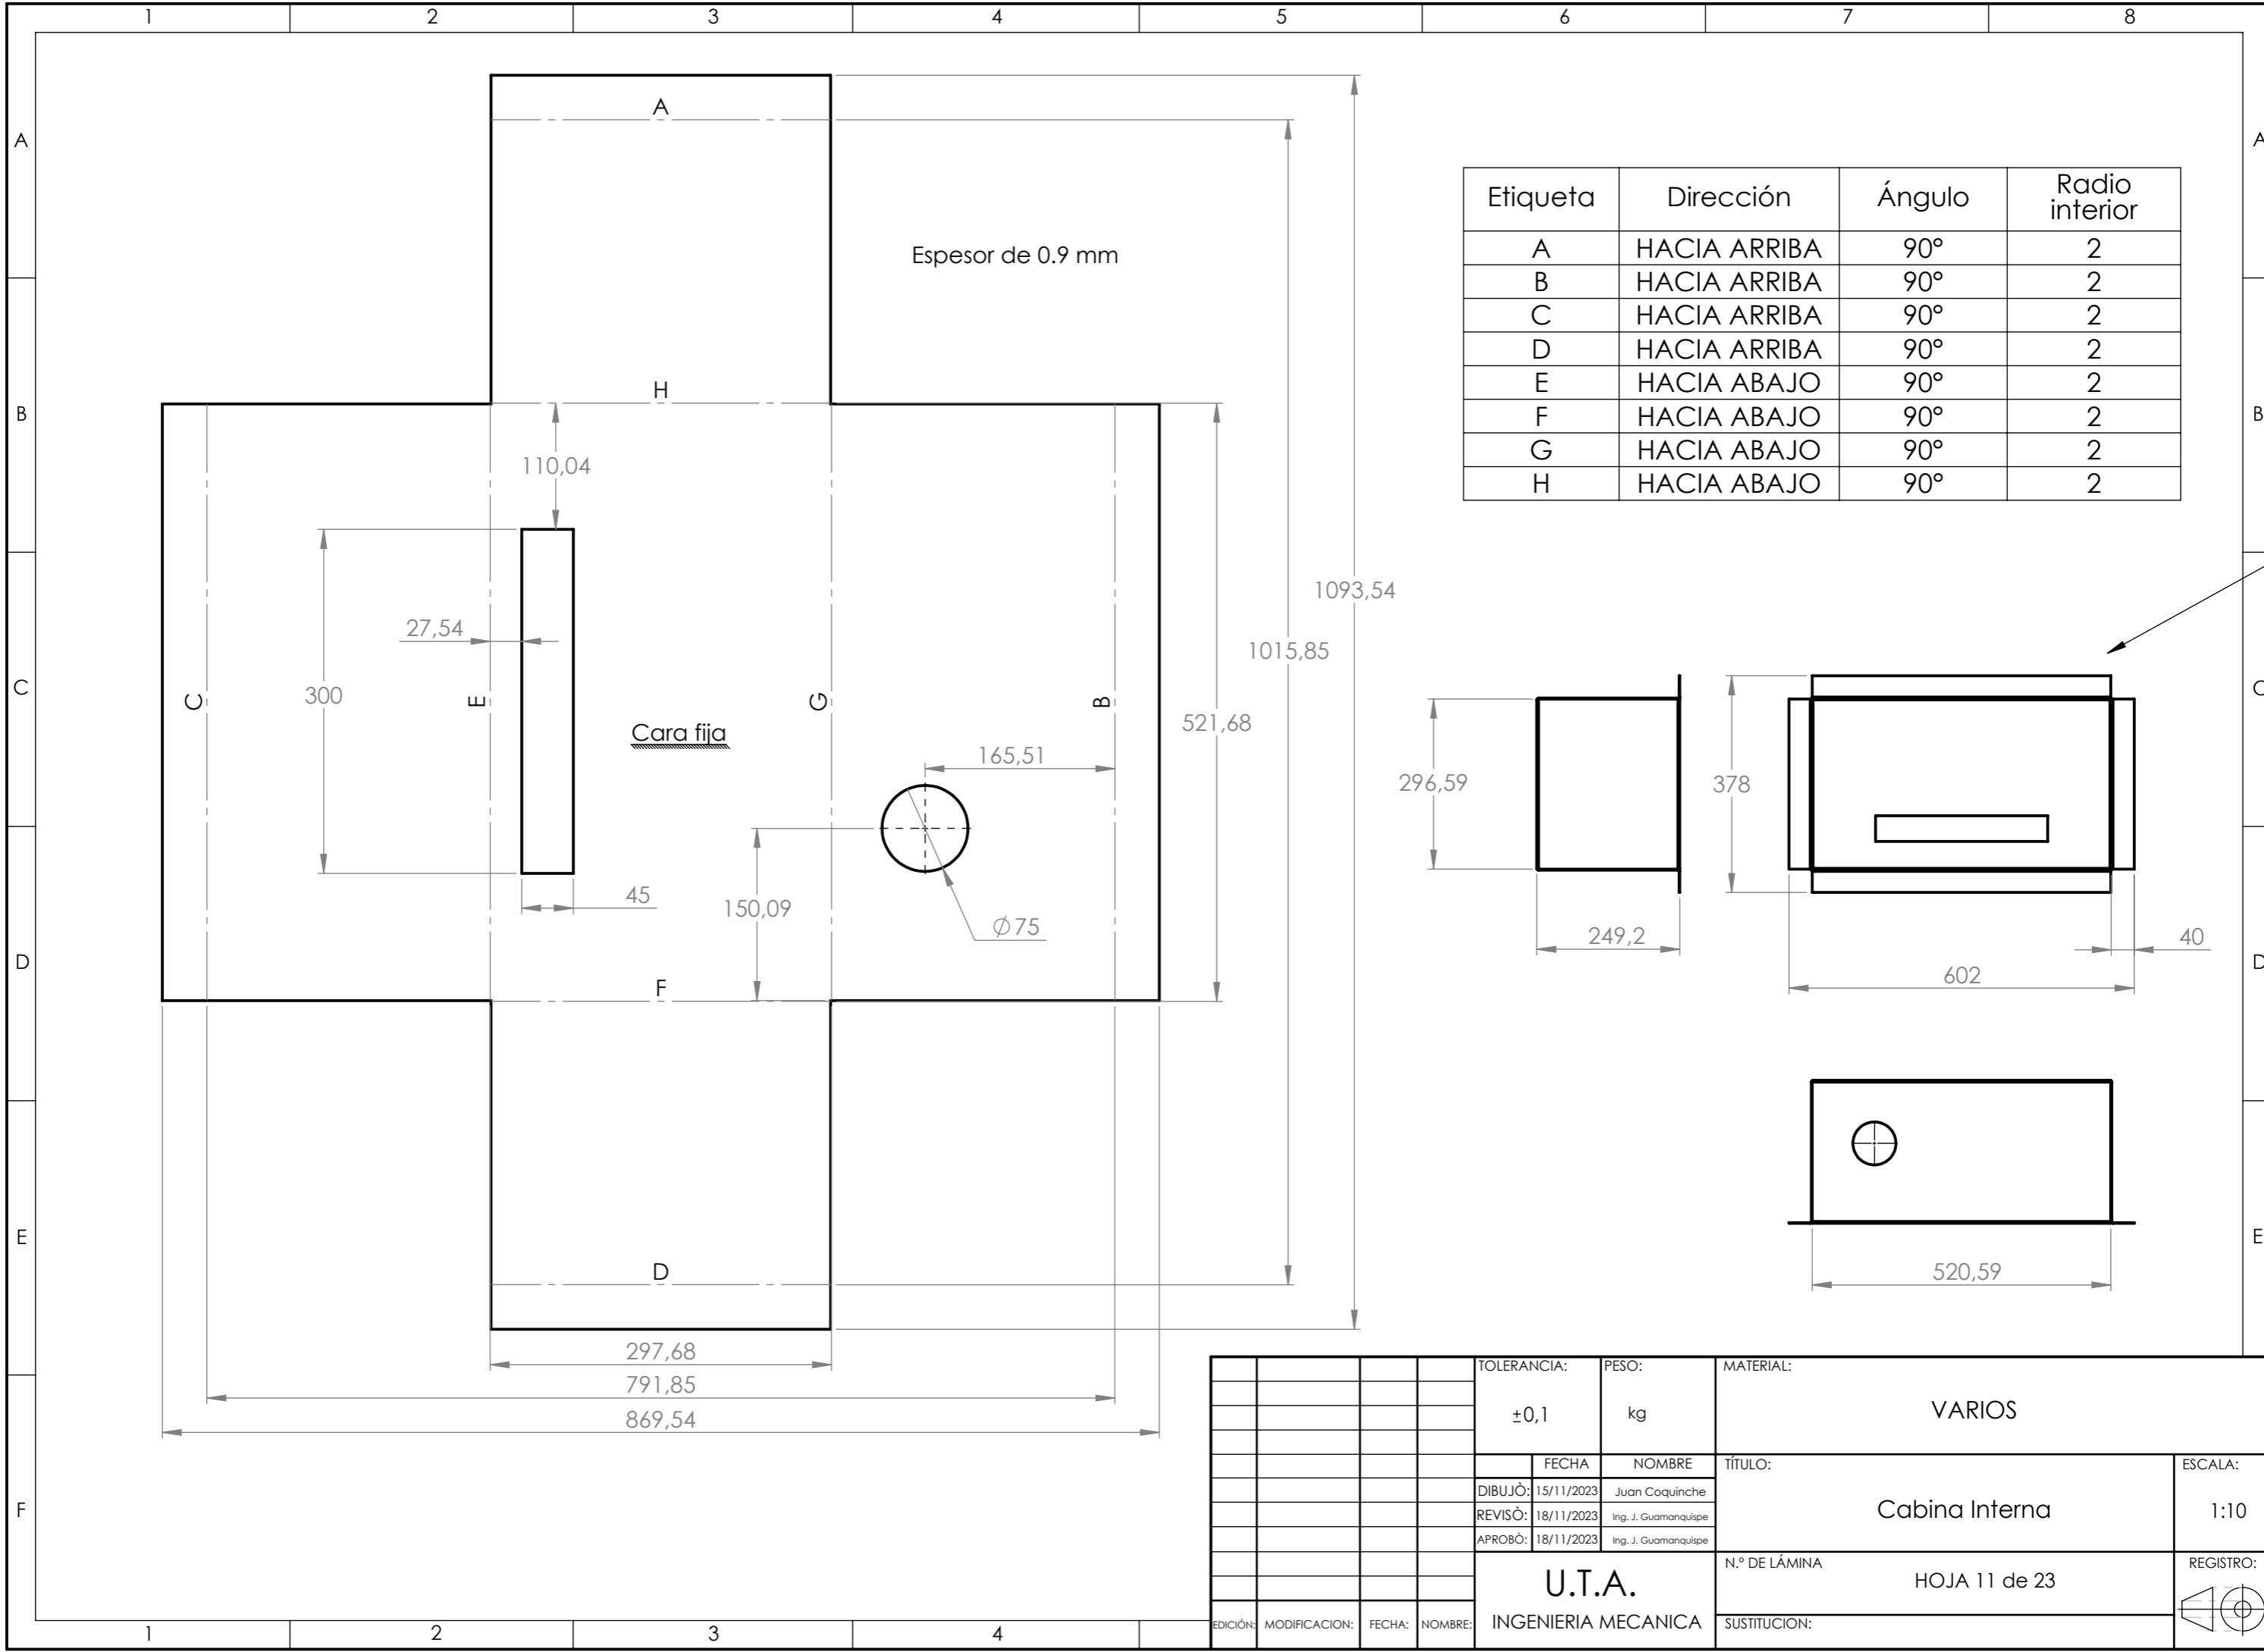 1 2 3 4 5 6 7 8
A A
B B
C C
D D
E E
F
1 2 3 4
A
H
C
E
G
B
F
D
Espesor de 0.9 mm
Cara fija
110,04
27,54
300
45
165,51
150,09
∅75
521,68
1015,85
1093,54
297,68
791,85
869,54
Etiqueta Dirección Ángulo Radio
interior
A HACIA ARRIBA 90° 2
B HACIA ARRIBA 90° 2
C HACIA ARRIBA 90° 2
D HACIA ARRIBA 90° 2
E HACIA ABAJO 90° 2
F HACIA ABAJO 90° 2
G HACIA ABAJO 90° 2
H HACIA ABAJO 90° 2
296,59
249,2
378
40
602
520,59
TOLERANCIA: PESO: MATERIAL:
±0,1 kg VARIOS
FECHA NOMBRE TÍTULO: ESCALA:
DIBUJÒ: 15/11/2023 Juan Coquinche
REVISÒ: 18/11/2023 Ing. J. Guamanquispe
APROBÒ: 18/11/2023 Ing. J. Guamanquispe
Cabina Interna 1:10
U.T.A.
INGENIERIA MECANICA
N.º DE LÁMINA REGISTRO:
HOJA 11 de 23
SUSTITUCION:
EDICIÓN: MODIFICACION: FECHA: NOMBRE: